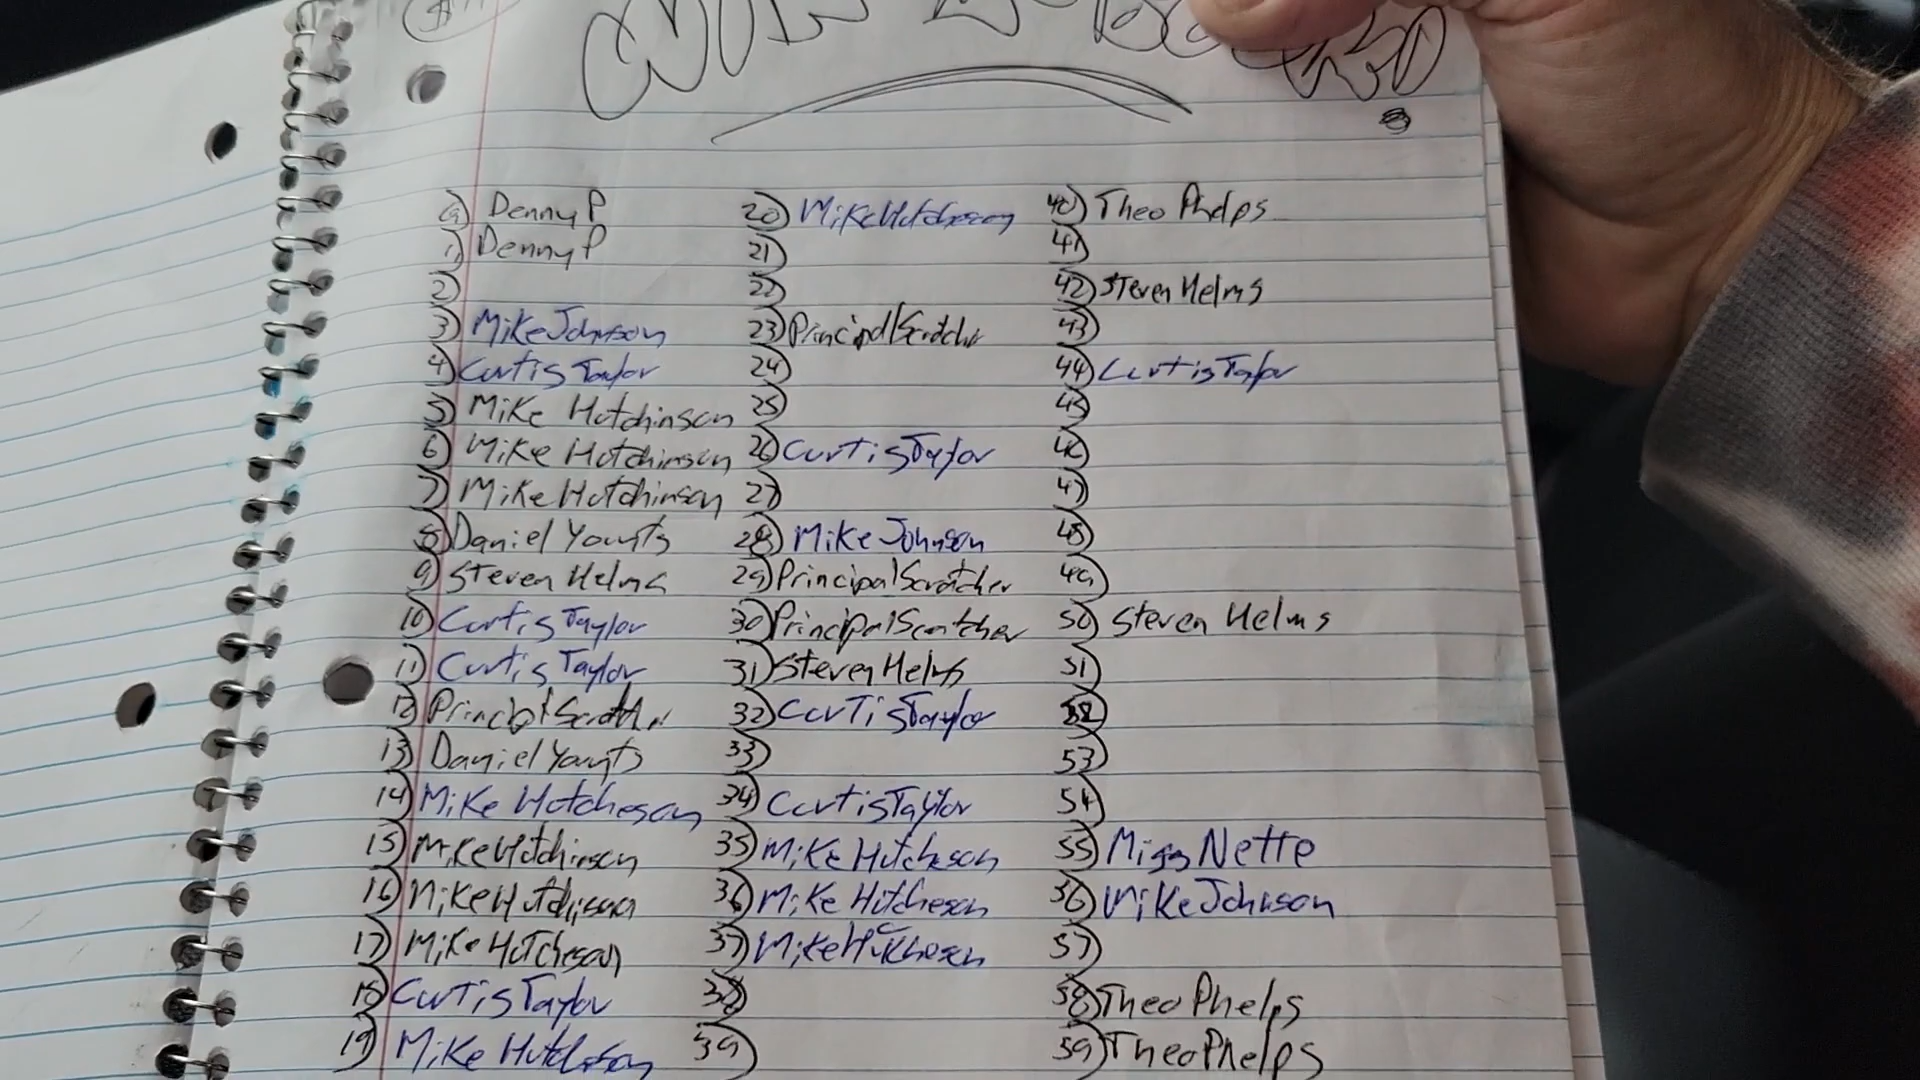 0) Denny P
1) Denny P
2)
3) Mike Johnson
4) Curtis Taylor
5) Mike Hutchinson
6) Mike Hutchinson
7) Mike Hutchinson
8) Daniel Younts
9) Steven Helms
10) Curtis Taylor
11) Curtis Taylor
12) Principal Scratcher
13) Daniel Younts
14) Mike Hutcheson
15) Mike Hutchinson
16) Mike Hutchinson
17) Mike Hutcheson
18) Curtis Taylor
19) Mike Hutcheson
20) Mike Hutcheson
21)
22)
23) Principal Scratcher
24)
25)
26) Curtis Taylor
27)
28) Mike Johnson
29) Principal Scratcher
30) Principal Scratcher
31) Steven Helms
32) Curtis Taylor
33)
34) Curtis Taylor
35) Mike Hutcheson
36) Mike Hutcheson
37) Mike Hutcheson
38)
39)
40) Theo Phelps
41)
42) Steven Helms
43)
44) Curtis Taylor
45)
46)
47)
48)
49)
50) Steven Helms
51)
52)
53)
54)
55) Miss Nette
56) Mike Johnson
57)
58) Theo Phelps
59) Theo Phelps